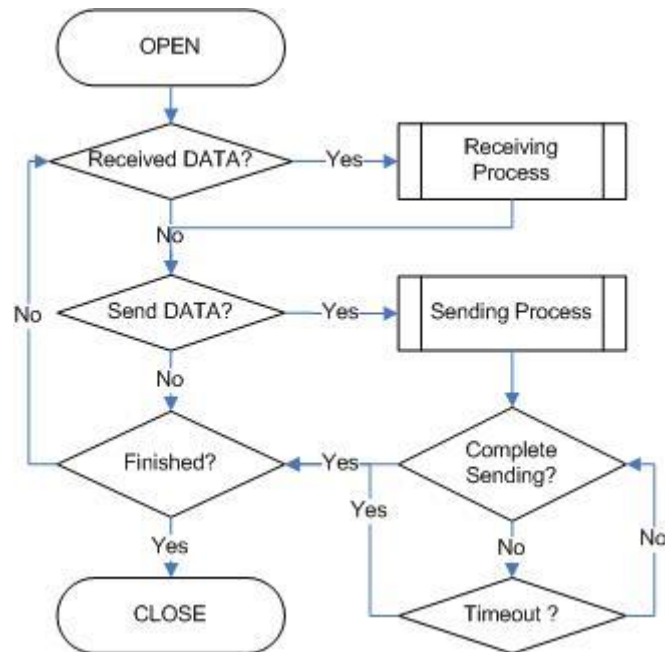 OPEN
Received DATA?
Yes
Receiving
Process
No
Send DATA?
Yes
Sending Process
No
No
Finished?
Yes
Complete
Sending?
Yes
Yes
No
No
CLOSE
Timeout ?